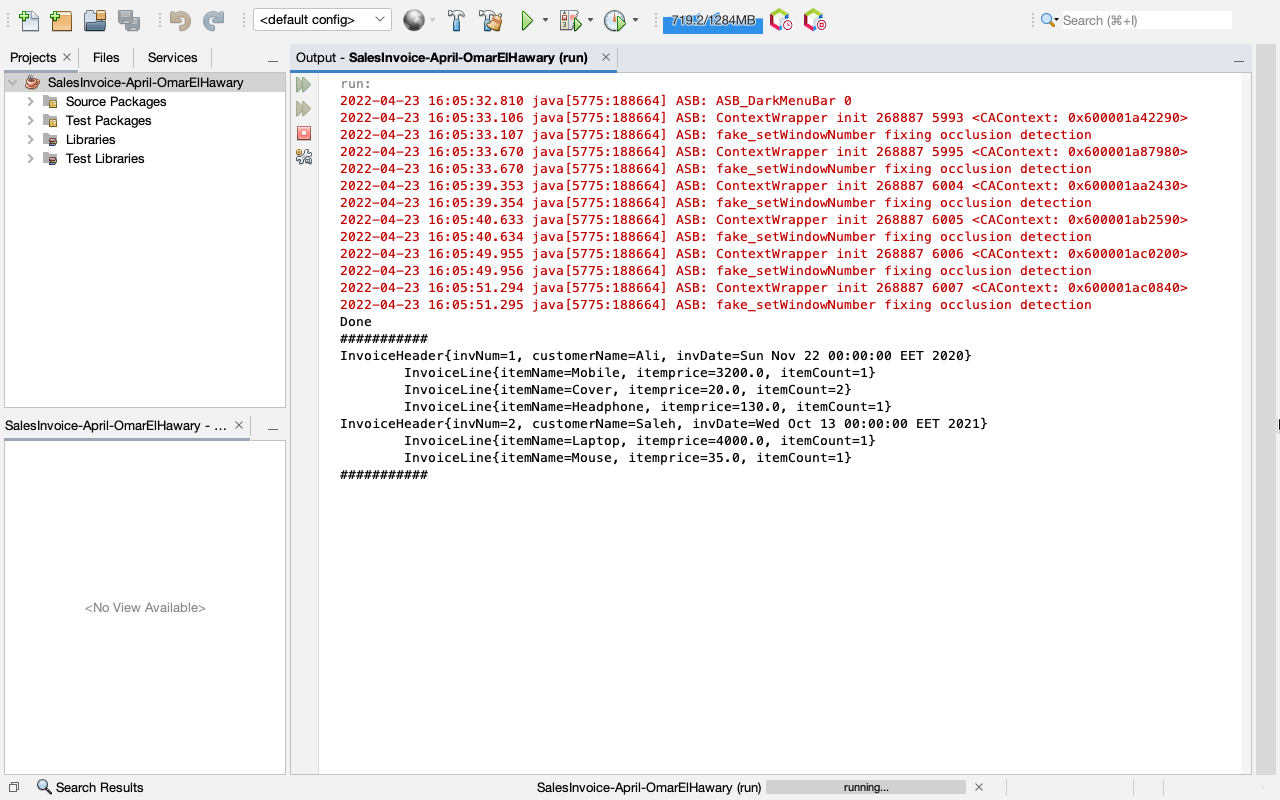 <default config>
719.2/1284MB
Search (⌘+I)
Projects
Files
Services
SalesInvoice-April-OmarElHawary
Source Packages
Test Packages
Libraries
Test Libraries
SalesInvoice-April-OmarElHawary - ...
<No View Available>
Output - SalesInvoice-April-OmarElHawary (run)
run:
2022-04-23 16:05:32.810 java[5775:188664] ASB: ASB_DarkMenuBar 0
2022-04-23 16:05:33.106 java[5775:188664] ASB: ContextWrapper init 268887 5993 <CAContext: 0x600001a42290>
2022-04-23 16:05:33.107 java[5775:188664] ASB: fake_setWindowNumber fixing occlusion detection
2022-04-23 16:05:33.670 java[5775:188664] ASB: ContextWrapper init 268887 5995 <CAContext: 0x600001a87980>
2022-04-23 16:05:33.670 java[5775:188664] ASB: fake_setWindowNumber fixing occlusion detection
2022-04-23 16:05:39.353 java[5775:188664] ASB: ContextWrapper init 268887 6004 <CAContext: 0x600001aa2430>
2022-04-23 16:05:39.354 java[5775:188664] ASB: fake_setWindowNumber fixing occlusion detection
2022-04-23 16:05:40.633 java[5775:188664] ASB: ContextWrapper init 268887 6005 <CAContext: 0x600001ab2590>
2022-04-23 16:05:40.634 java[5775:188664] ASB: fake_setWindowNumber fixing occlusion detection
2022-04-23 16:05:49.955 java[5775:188664] ASB: ContextWrapper init 268887 6006 <CAContext: 0x600001ac0200>
2022-04-23 16:05:49.956 java[5775:188664] ASB: fake_setWindowNumber fixing occlusion detection
2022-04-23 16:05:51.294 java[5775:188664] ASB: ContextWrapper init 268887 6007 <CAContext: 0x600001ac0840>
2022-04-23 16:05:51.295 java[5775:188664] ASB: fake_setWindowNumber fixing occlusion detection
Done
###########
InvoiceHeader{invNum=1, customerName=Ali, invDate=Sun Nov 22 00:00:00 EET 2020}
InvoiceLine{itemName=Mobile, itemprice=3200.0, itemCount=1}
InvoiceLine{itemName=Cover, itemprice=20.0, itemCount=2}
InvoiceLine{itemName=Headphone, itemprice=130.0, itemCount=1}
InvoiceHeader{invNum=2, customerName=Saleh, invDate=Wed Oct 13 00:00:00 EET 2021}
InvoiceLine{itemName=Laptop, itemprice=4000.0, itemCount=1}
InvoiceLine{itemName=Mouse, itemprice=35.0, itemCount=1}
###########
Search Results
SalesInvoice-April-OmarElHawary (run)
running...